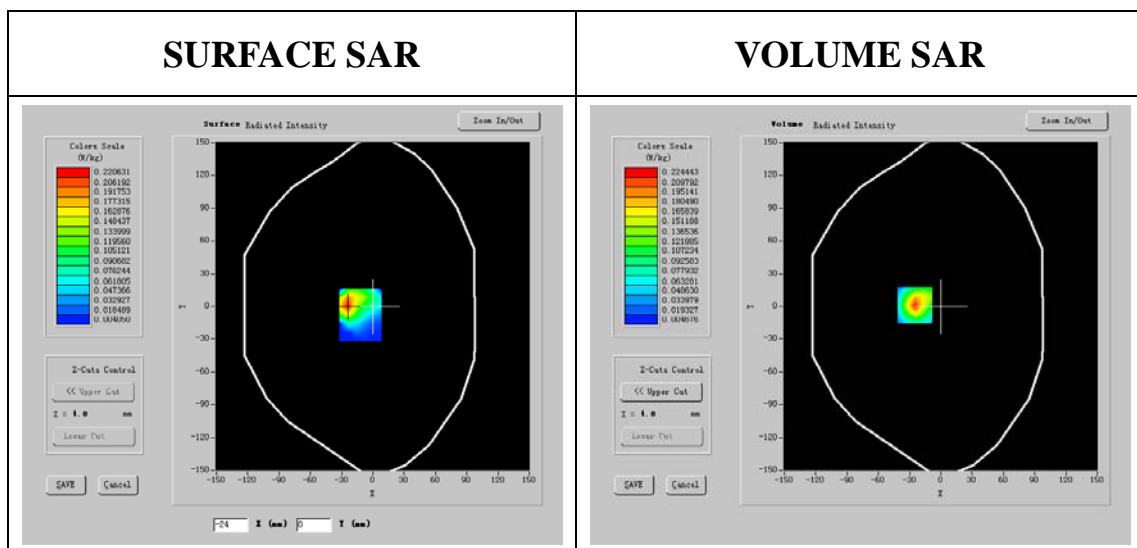 SURFACE SAR
VOLUME SAR
Surface Radiated Intensity
Zoom In/Out
Colors Scale
(W/kg)
0.220631
0.206192
0.191753
0.177315
0.162876
0.148437
0.133999
0.119560
0.105121
0.090682
0.076244
0.061805
0.047366
0.032927
0.018489
0.004050
150
120
90
60
30
0
-30
-60
-90
-120
-150
Y
-150 -120 -90 -60 -30 0 30 60 90 120 150
X
Z-Cuts Control
<< Upper Cut
Z = 4.0 mm
Lower Cut
SAVE
Cancel
-24 X (mm) 0 Y (mm)
Volume Radiated Intensity
Zoom In/Out
Colors Scale
(W/kg)
0.224443
0.209792
0.195141
0.180490
0.165839
0.151188
0.136536
0.121885
0.107234
0.092583
0.077932
0.063281
0.048630
0.033979
0.019327
0.004676
150
120
90
60
30
0
-30
-60
-90
-120
-150
Y
-150 -120 -90 -60 -30 0 30 60 90 120 150
X
Z-Cuts Control
<< Upper Cut
Z = 4.0 mm
Lower Cut
SAVE
Cancel